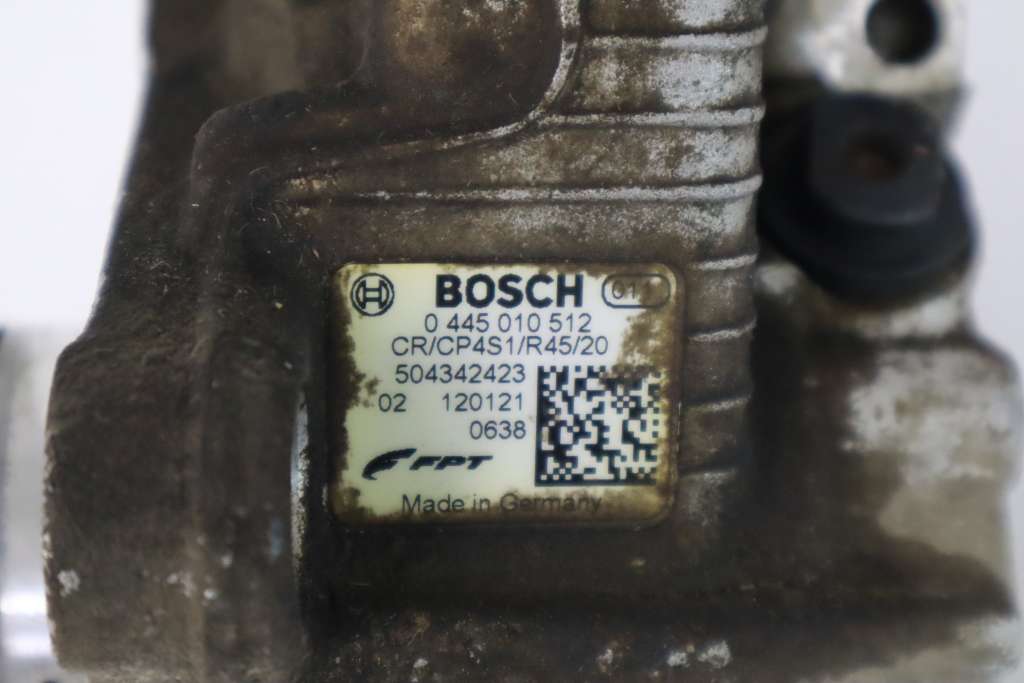 BOSCH
0 445 010 512
CR/CP4S1/R45/20
504342423
02 120121
0638
FPT
Made in Germany